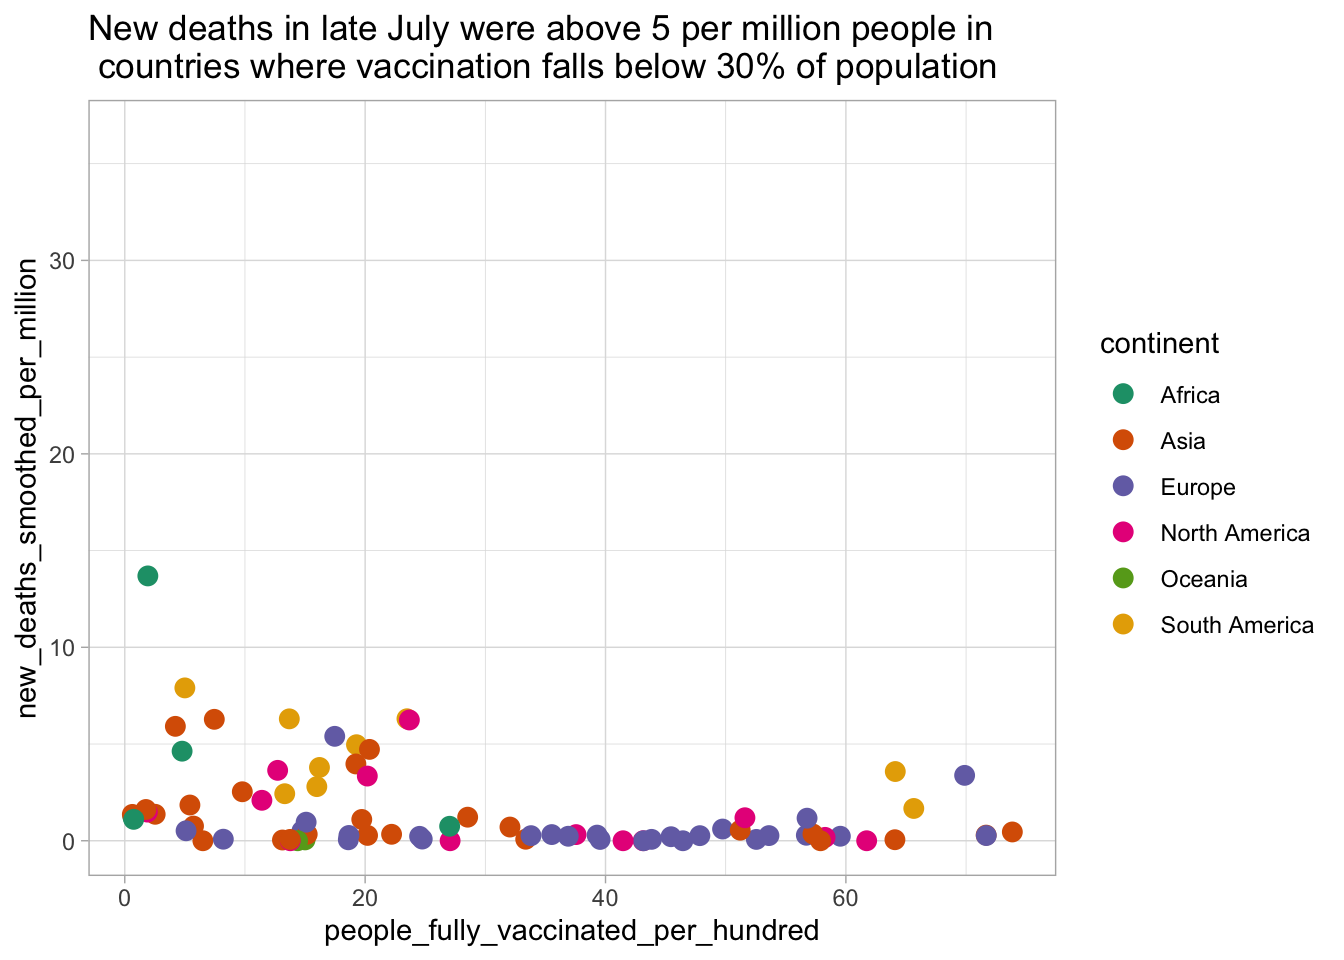 New deaths in late July were above 5 per million people in
countries where vaccination falls below 30% of population
new_deaths_smoothed_per_million
30
20
10
0
0 20 40 60
people_fully_vaccinated_per_hundred
continent
Africa
Asia
Europe
North America
Oceania
South America